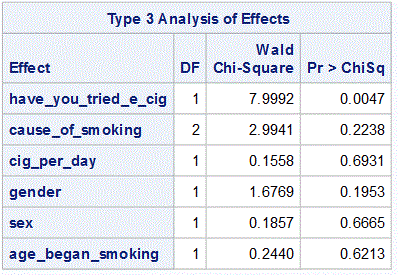 Type 3 Analysis of Effects
Effect DF Wald Chi-Square Pr > ChiSq
have_you_tried_e_cig 1 7.9992 0.0047
cause_of_smoking 2 2.9941 0.2238
cig_per_day 1 0.1558 0.6931
gender 1 1.6769 0.1953
sex 1 0.1857 0.6665
age_began_smoking 1 0.2440 0.6213